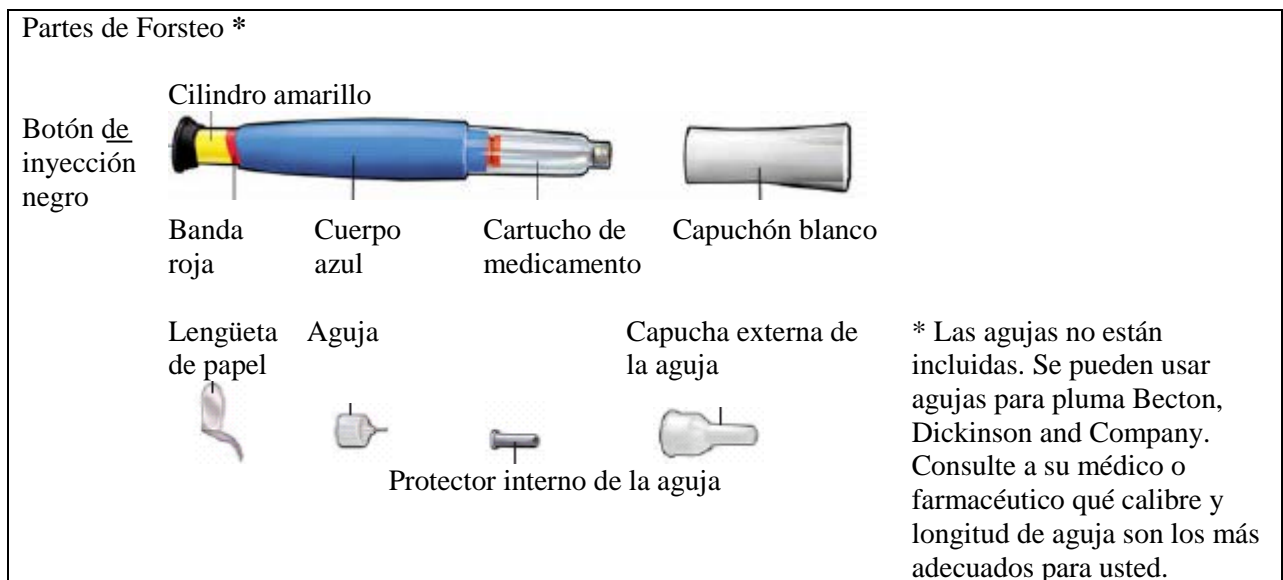 Partes de Forsteo *
Cilindro amarillo
Botón de
inyección
negro
Banda
roja
Cuerpo
azul
Cartucho de
medicamento
Capuchón blanco
Lengüeta
de papel
Aguja
Capucha externa de
la aguja
Protector interno de la aguja
* Las agujas no están
incluidas. Se pueden usar
agujas para pluma Becton,
Dickinson and Company.
Consulte a su médico o
farmacéutico qué calibre y
longitud de aguja son los más
adecuados para usted.